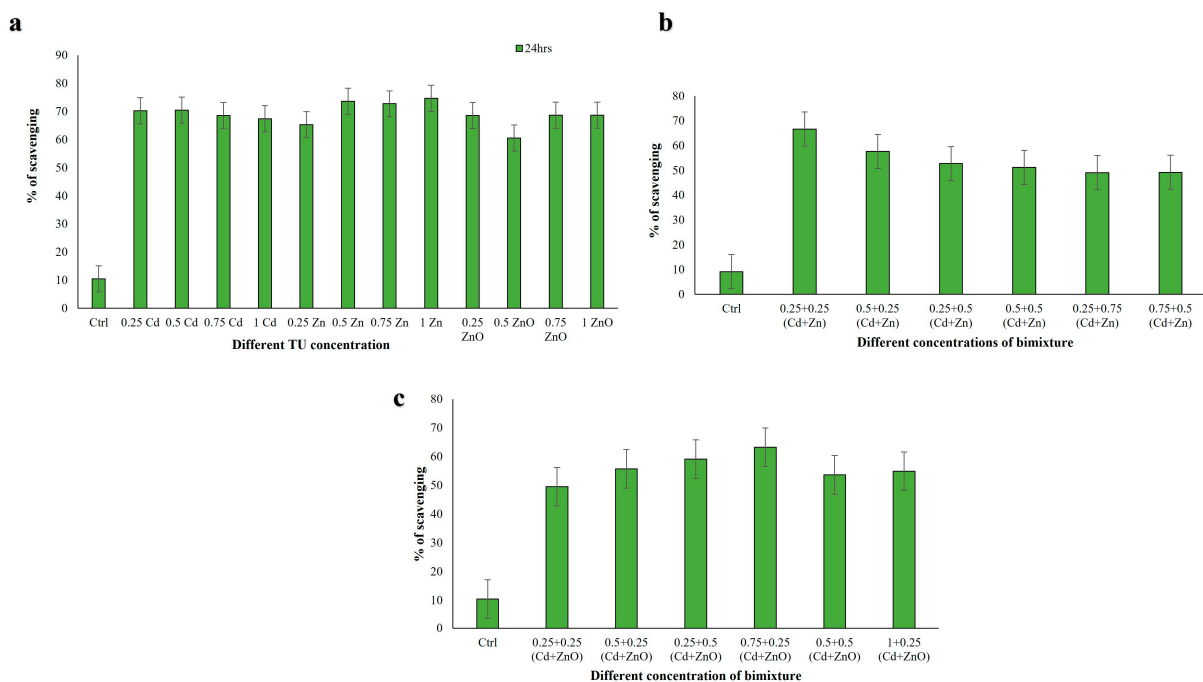 a
24hrs
90
80
70
60
50
40
30
20
10
0
% of scavenging
Ctrl 0.25 Cd 0.5 Cd 0.75 Cd 1 Cd 0.25 Zn 0.5 Zn 0.75 Zn 1 Zn 0.25 0.5 ZnO 0.75 1 ZnO
ZnO ZnO
Different TU concentration
b
80
70
60
50
40
30
20
10
0
% of scavenging
Ctrl 0.25+0.25 0.5+0.25 0.25+0.5 0.5+0.5 0.25+0.75 0.75+0.5
(Cd+Zn) (Cd+Zn) (Cd+Zn) (Cd+Zn) (Cd+Zn) (Cd+Zn)
Different concentrations of bimixture
c
80
70
60
50
40
30
20
10
0
% of scavenging
Ctrl 0.25+0.25 0.5+0.25 0.25+0.5 0.75+0.25 0.5+0.5 1+0.25
(Cd+ZnO) (Cd+ZnO) (Cd+ZnO) (Cd+ZnO) (Cd+ZnO) (Cd+ZnO)
Different concentration of bimixture